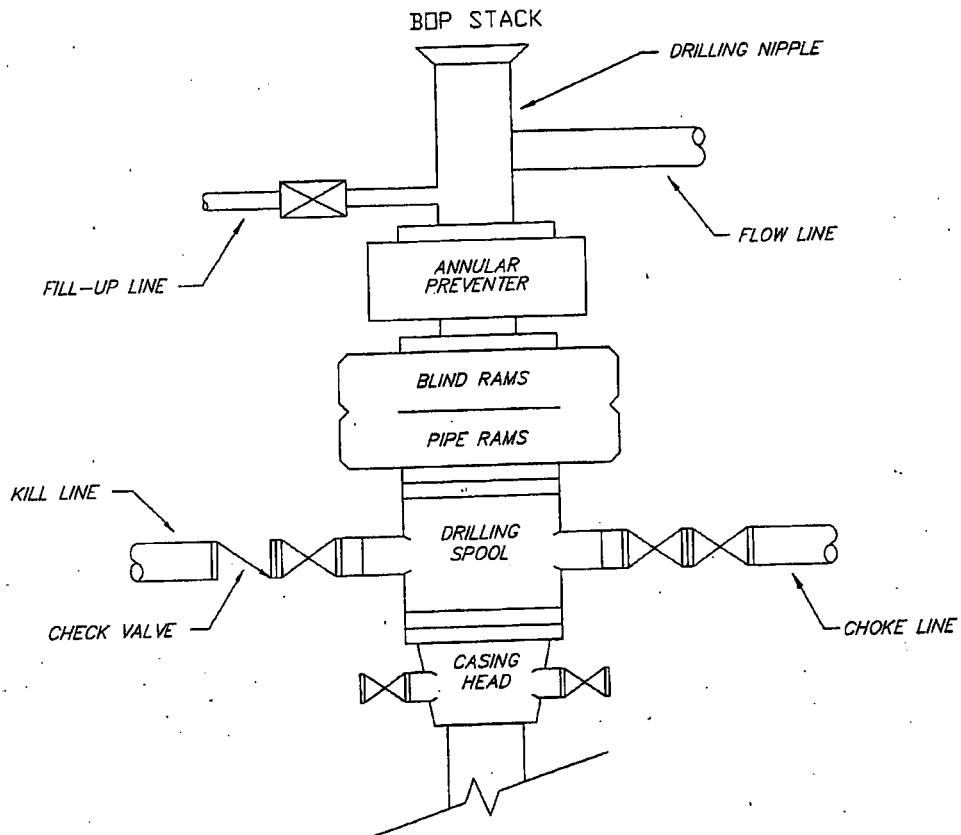 BOP STACK
DRILLING NIPPLE
FLOW LINE
FILL-UP LINE
ANNULAR
PREVENTER
BLIND RAMS
PIPE RAMS
KILL LINE
DRILLING
SPOOL
CHECK VALVE
CHOKE LINE
CASING
HEAD